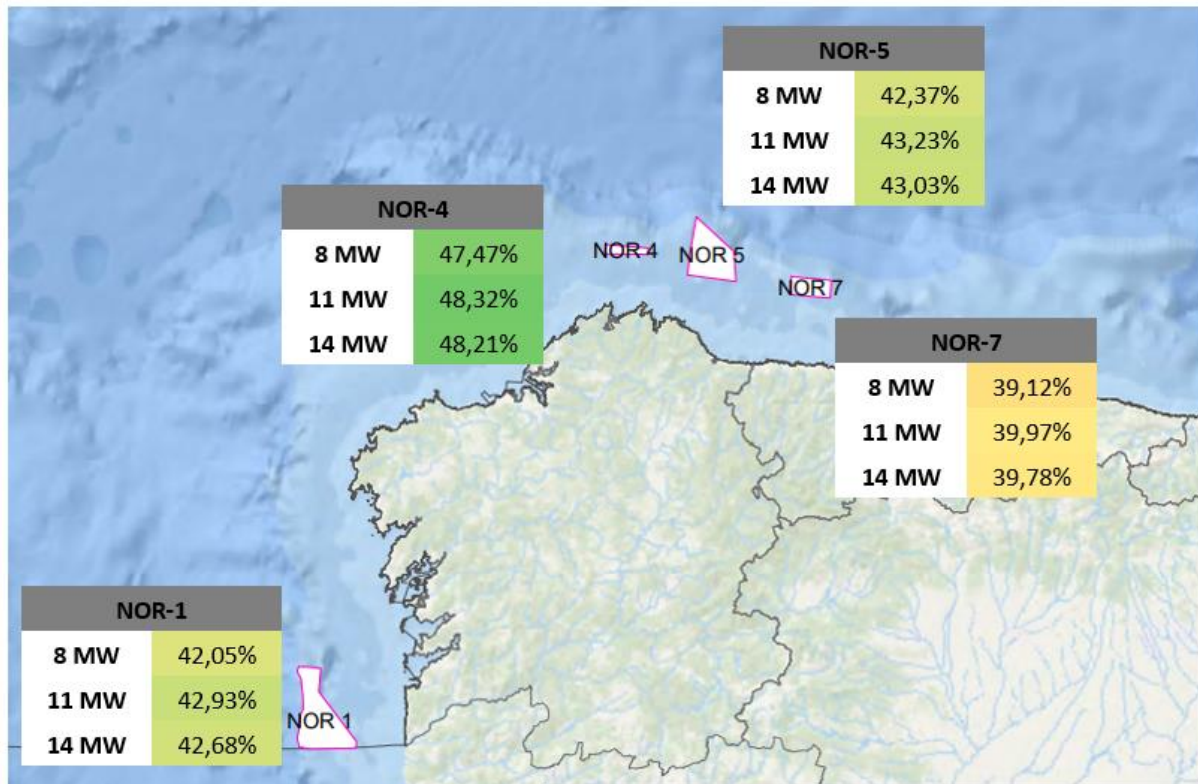 NOR-5
8 MW 42,37%
11 MW 43,23%
14 MW 43,03%
NOR-4
8 MW 47,47%
11 MW 48,32%
14 MW 48,21%
NOR 4
NOR 5
NOR 7
NOR-7
8 MW 39,12%
11 MW 39,97%
14 MW 39,78%
NOR-1
8 MW 42,05%
11 MW 42,93%
14 MW 42,68%
NOR 1